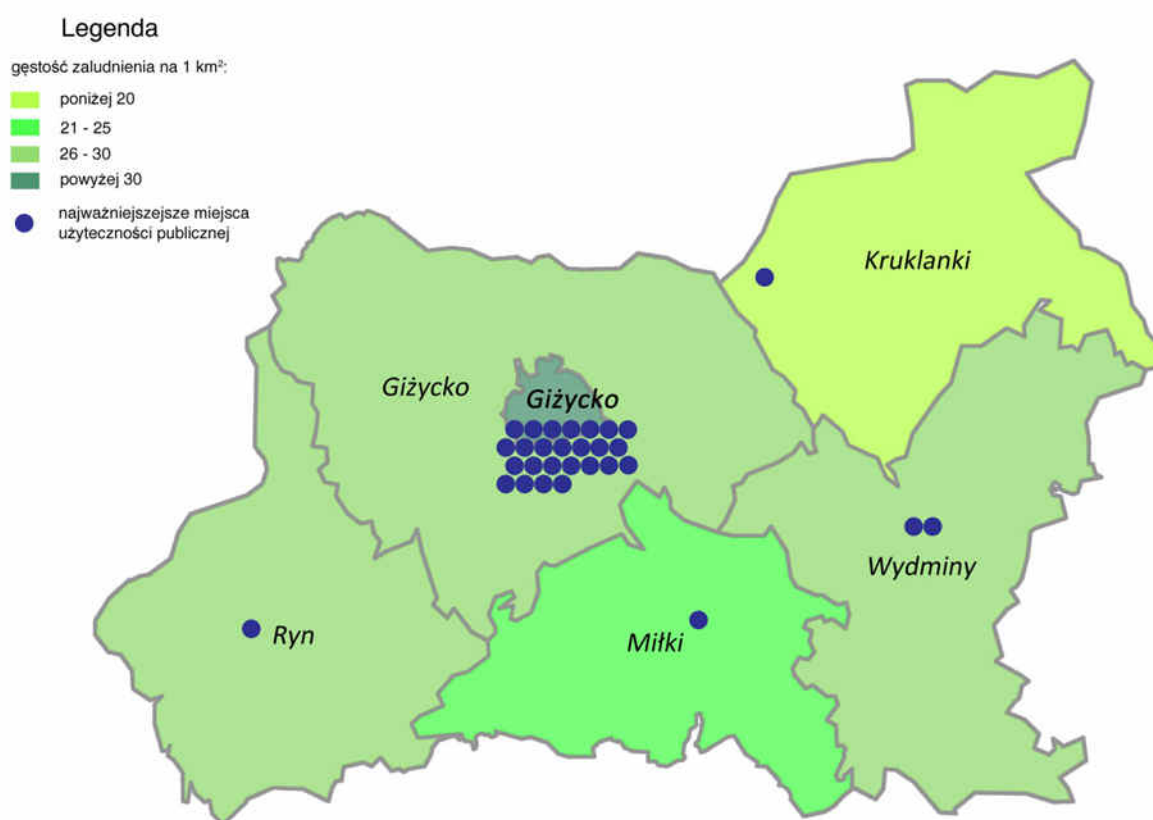 Legenda
gęstość zaludnienia na 1 km²:
poniżej 20
21 - 25
26 - 30
powyżej 30
najważniejszejsze miejsca
użyteczności publicznej
Kruklanki
Giżycko
Giżycko
Wydminy
Ryn
Miłki